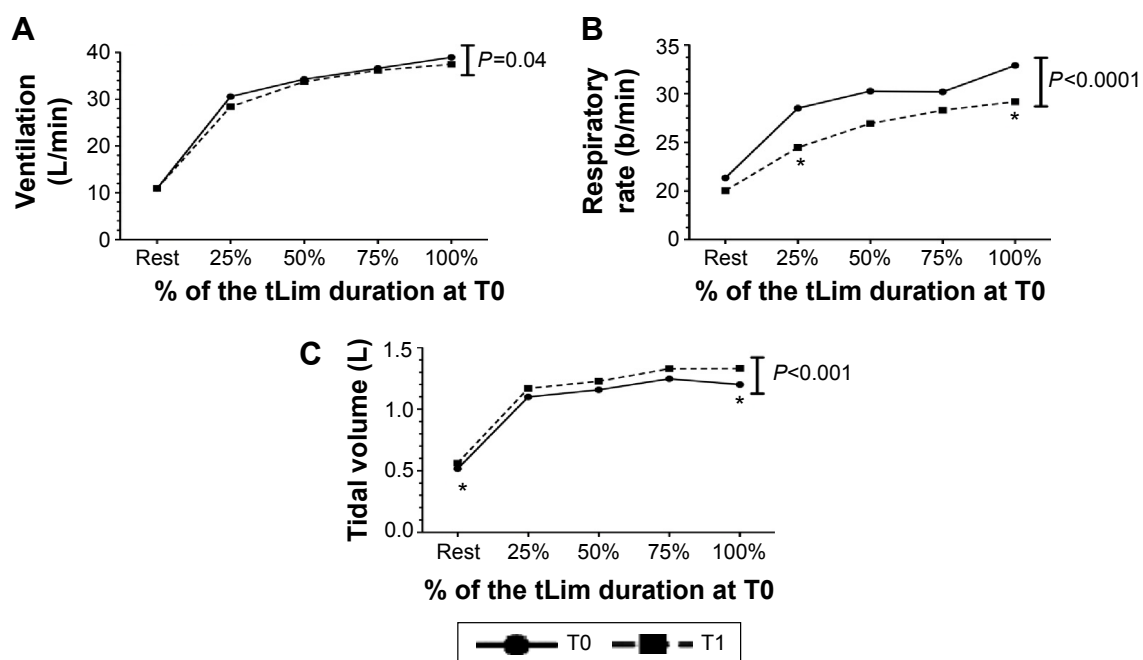 A
Ventilation
(L/min)
40
30
20
10
0
P=0.04
Rest 25% 50% 75% 100%
% of the tLim duration at T0
B
Respiratory
rate (b/min)
35
30
25
20
0
P<0.0001
*
*
Rest 25% 50% 75% 100%
% of the tLim duration at T0
C
Tidal volume (L)
1.5
1.0
0.5
0.0
P<0.001
*
*
Rest 25% 50% 75% 100%
% of the tLim duration at T0
T0 T1